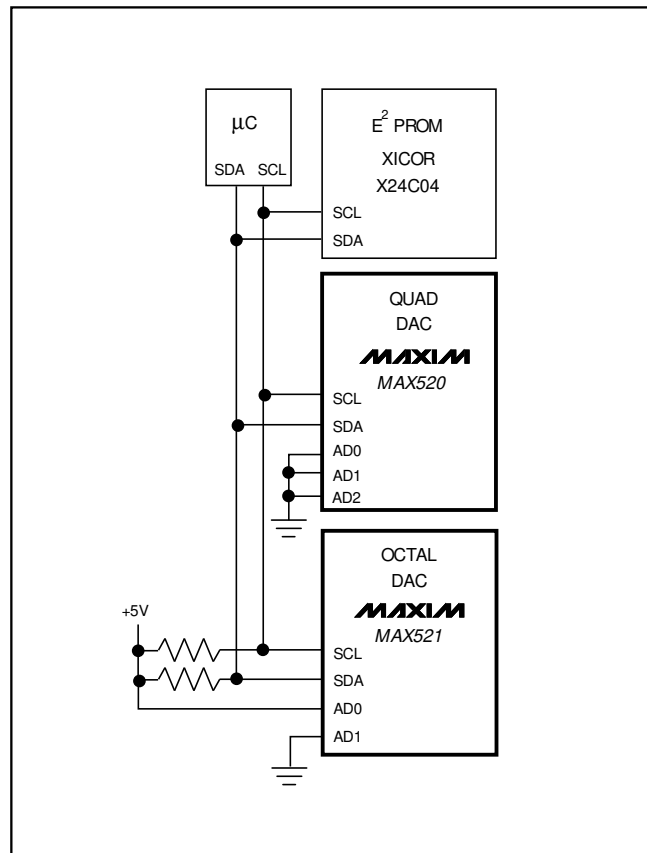 µC
SDA SCL
E² PROM
XICOR
X24C04
SCL
SDA
QUAD
DAC
MAXIM
MAX520
SCL
SDA
AD0
AD1
AD2
OCTAL
DAC
MAXIM
MAX521
+5V
SCL
SDA
AD0
AD1